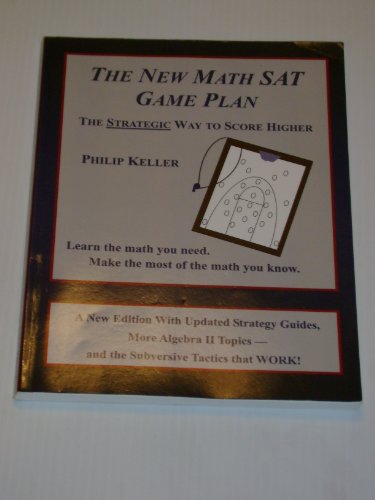 THE NEW MATH SAT
GAME PLAN
THE STRATEGIC WAY TO SCORE HIGHER
PHILIP KELLER
Learn the math you need.
Make the most of the math you know.
A New Edition With Updated Strategy Guides,
More Algebra II Topics —
and the Subversive Tactics that WORK!